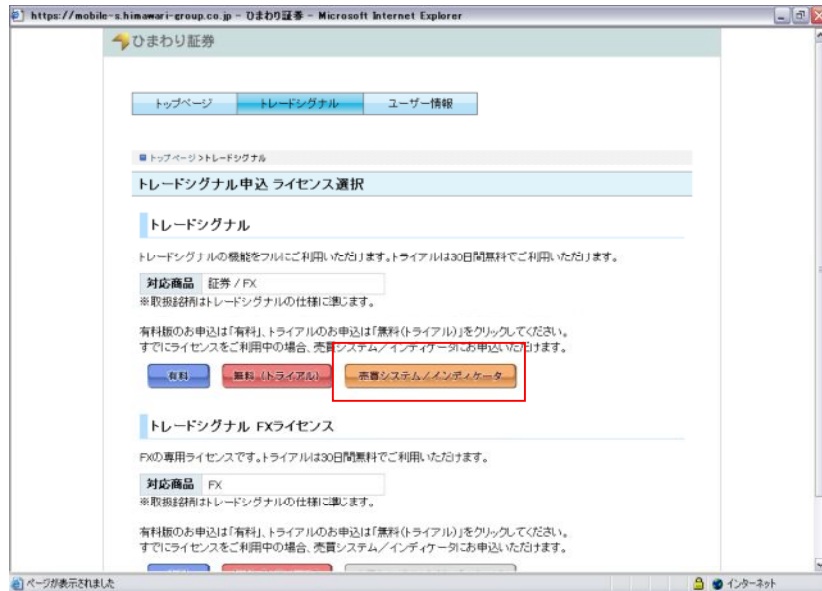 https://mobile-s.himawari-group.co.jp - ひまわり証券 - Microsoft Internet Explorer
ひまわり証券
トップページ トレードシグナル ユーザー情報
トップページ>トレードシグナル
トレードシグナル申込 ライセンス選択
トレードシグナル
トレードシグナルの機能をフルにご利用いただけます。トライアルは30日間無料でご利用いただけます。
対応商品 証券 / FX
※取扱銘柄はトレードシグナルの仕様に準じます。
有料版のお申込は「有料」、トライアルのお申込は「無料(トライアル)」をクリックしてください。
すでにライセンスをご利用中の場合、売買システム/インディケータにお申込いただけます。
有料 無料（トライアル） 売買システム/インディケータ
トレードシグナル FXライセンス
FXの専用ライセンスです。トライアルは30日間無料でご利用いただけます。
対応商品 FX
※取扱銘柄はトレードシグナルの仕様に準じます。
有料版のお申込は「有料」、トライアルのお申込は「無料(トライアル)」をクリックしてください。
すでにライセンスをご利用中の場合、売買システム/インディケータにお申込いただけます。
ページが表示されました インターネット